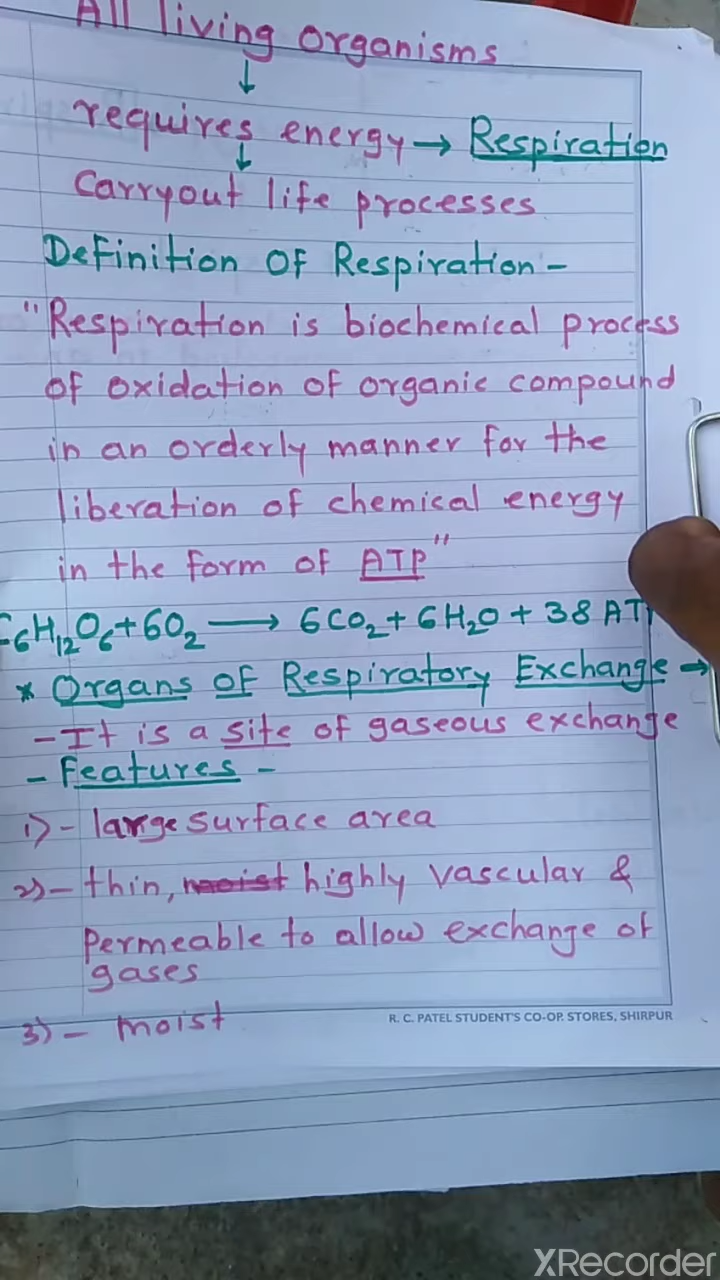 All living organisms
↓
requires energy → Respiration
↓
Carryout life processes
Definition of Respiration -
"Respiration is biochemical process
of oxidation of organic compound
in an orderly manner for the
liberation of chemical energy
in the form of ATP"
C6H12O6+6O2 → 6CO2+6H2O+38 AT
* Organs of Respiratory Exchange →
- It is a site of gaseous exchange
- Features -
1) - large surface area
2) - thin, moist highly vascular &
permeable to allow exchange of
gases
3) - moist
R. C. PATEL STUDENT'S CO-OP. STORES, SHIRPUR
XRecorder